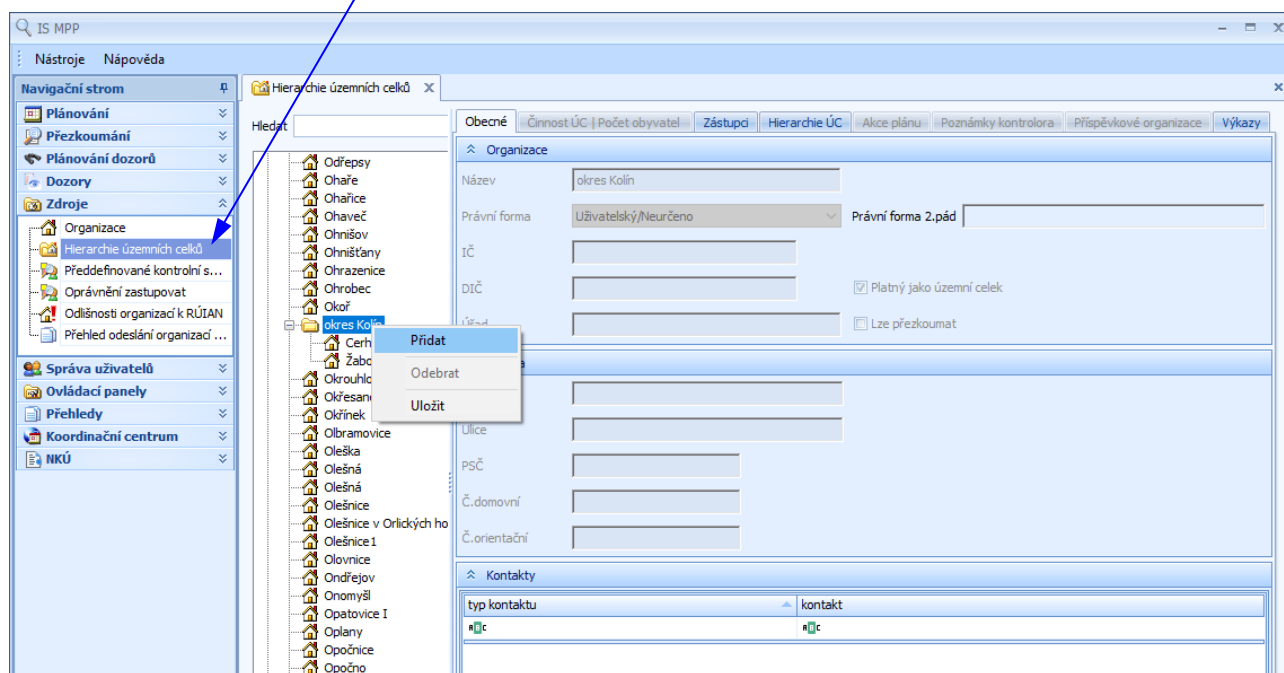 IS MPP
Nástroje Nápověda
Navigační strom
Plánování
Přezkoumání
Plánování dozorů
Dozory
Zdroje
Organizace
Hierarchie územních celků
Předdefinované kontrolní s...
Oprávnění zastupovat
Odlišnosti organizací k RÚIAN
Přehled odeslání organizací ...
Správa uživatelů
Ovládací panely
Přehledy
Koordinační centrum
NKÚ
Hierarchie územních celků
Hledat
Odřepsy
Ohaře
Ohařice
Ohaveč
Ohnišov
Ohnišťany
Ohrazenice
Ohrobec
Okoř
okres Kolín
Cerh
Žabo
Okrouhlo
Okřesan
Okřínek
Olbramovice
Oleška
Olešná
Olešná
Olešnice
Olešnice v Orlických ho
Olešnice1
Olovnice
Ondřejov
Onomyšl
Opatovice I
Oplany
Opočnice
Opočno
Přidat
Odebrat
Uložit
Obecné Činnost ÚC | Počet obyvatel Zástupci Hierarchie ÚC Akce plánu Poznámky kontrolora Příspěvkové organizace Výkazy
Organizace
Název okres Kolín
Právní forma Uživatelský/Neurčeno Právní forma 2.pád
IČ
DIČ Platný jako územní celek
Úřad Lze přezkoumat
Ulice
PSČ
Č.domovní
Č.orientační
Kontakty
typ kontaktu kontakt